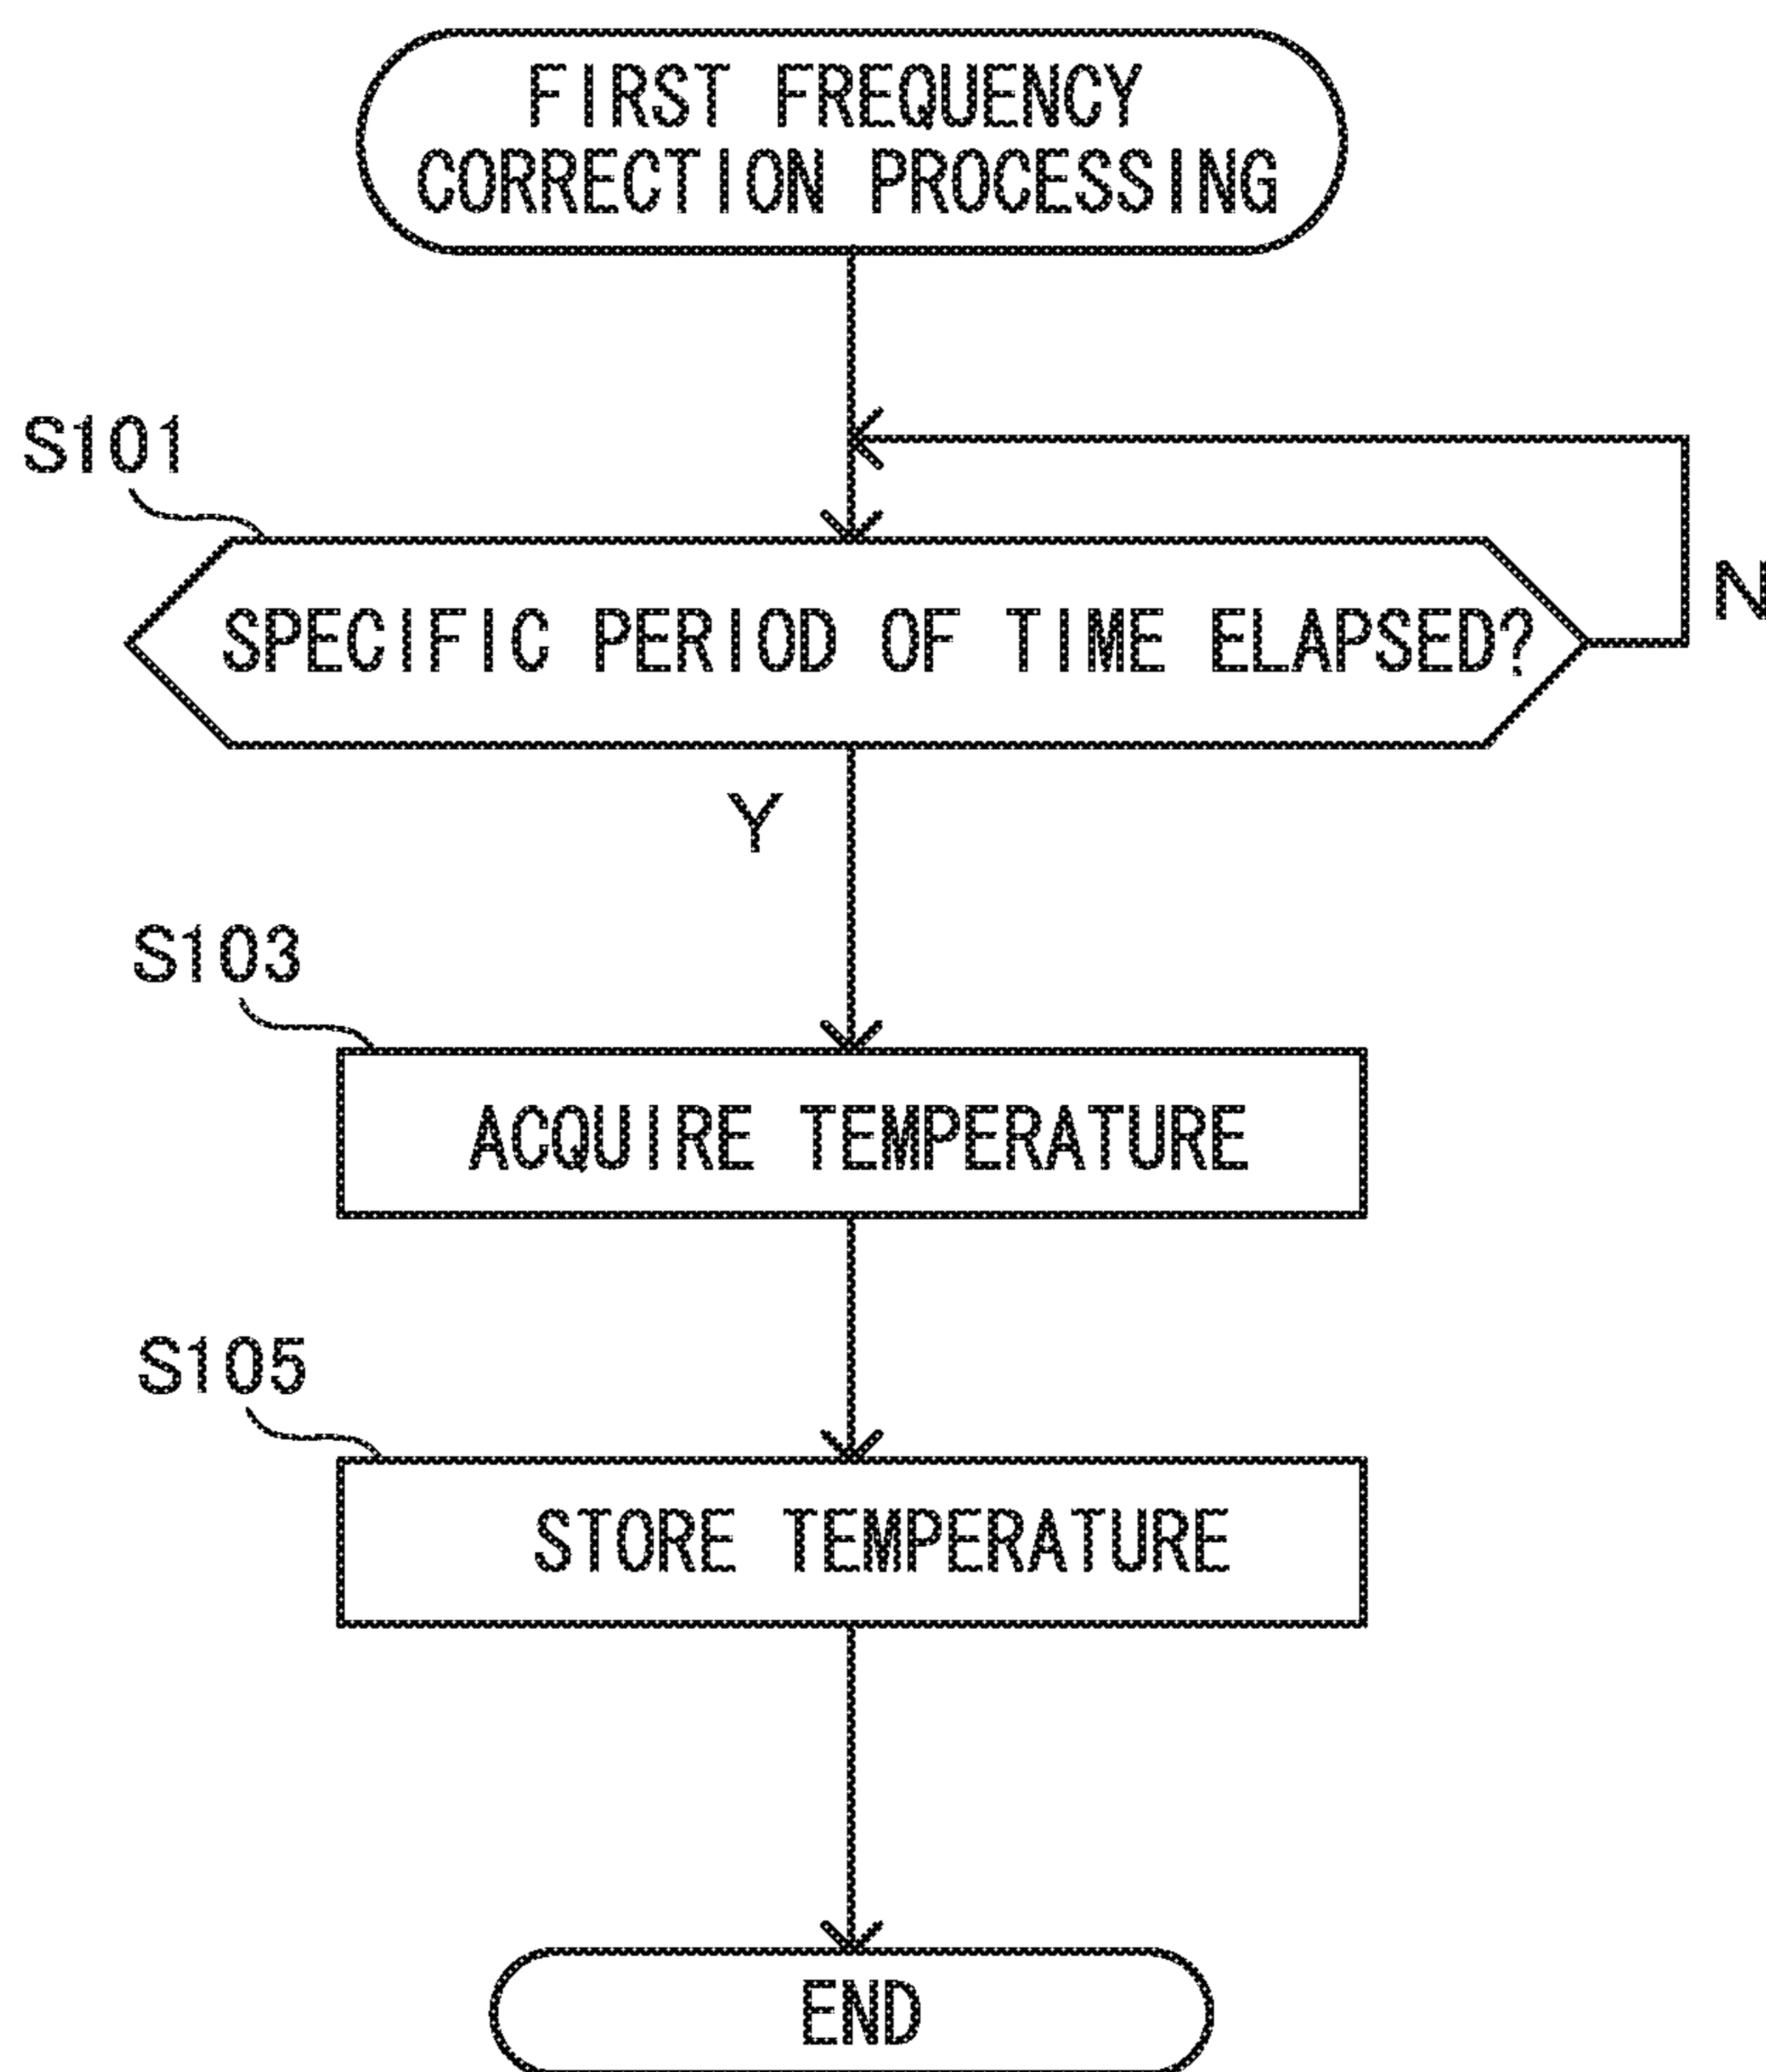 FIRST FREQUENCY
CORRECTION PROCESSING
S101
SPECIFIC PERIOD OF TIME ELAPSED?
N
Y
S103
ACQUIRE TEMPERATURE
S105
STORE TEMPERATURE
END